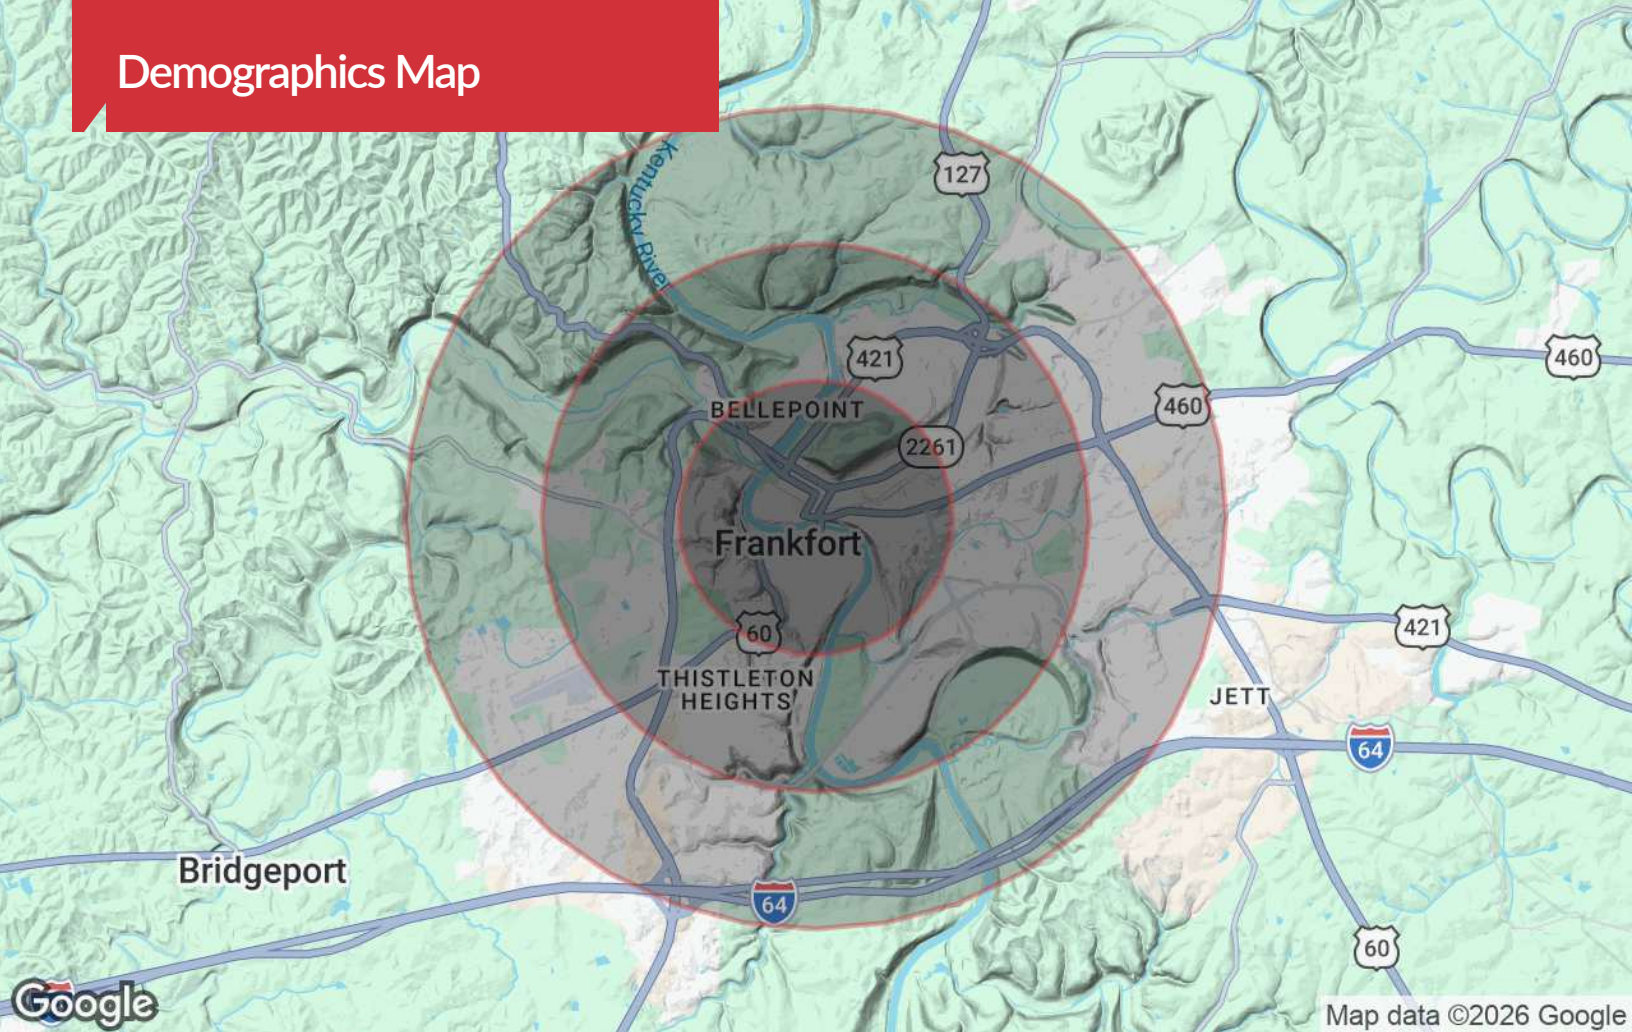 Demographics Map
Kentucky River
127
421
460
460
BELLEPOINT
2261
Frankfort
60
421
THISTLETON
HEIGHTS
JETT
64
Bridgeport
64
60
Google
Map data ©2026 Google